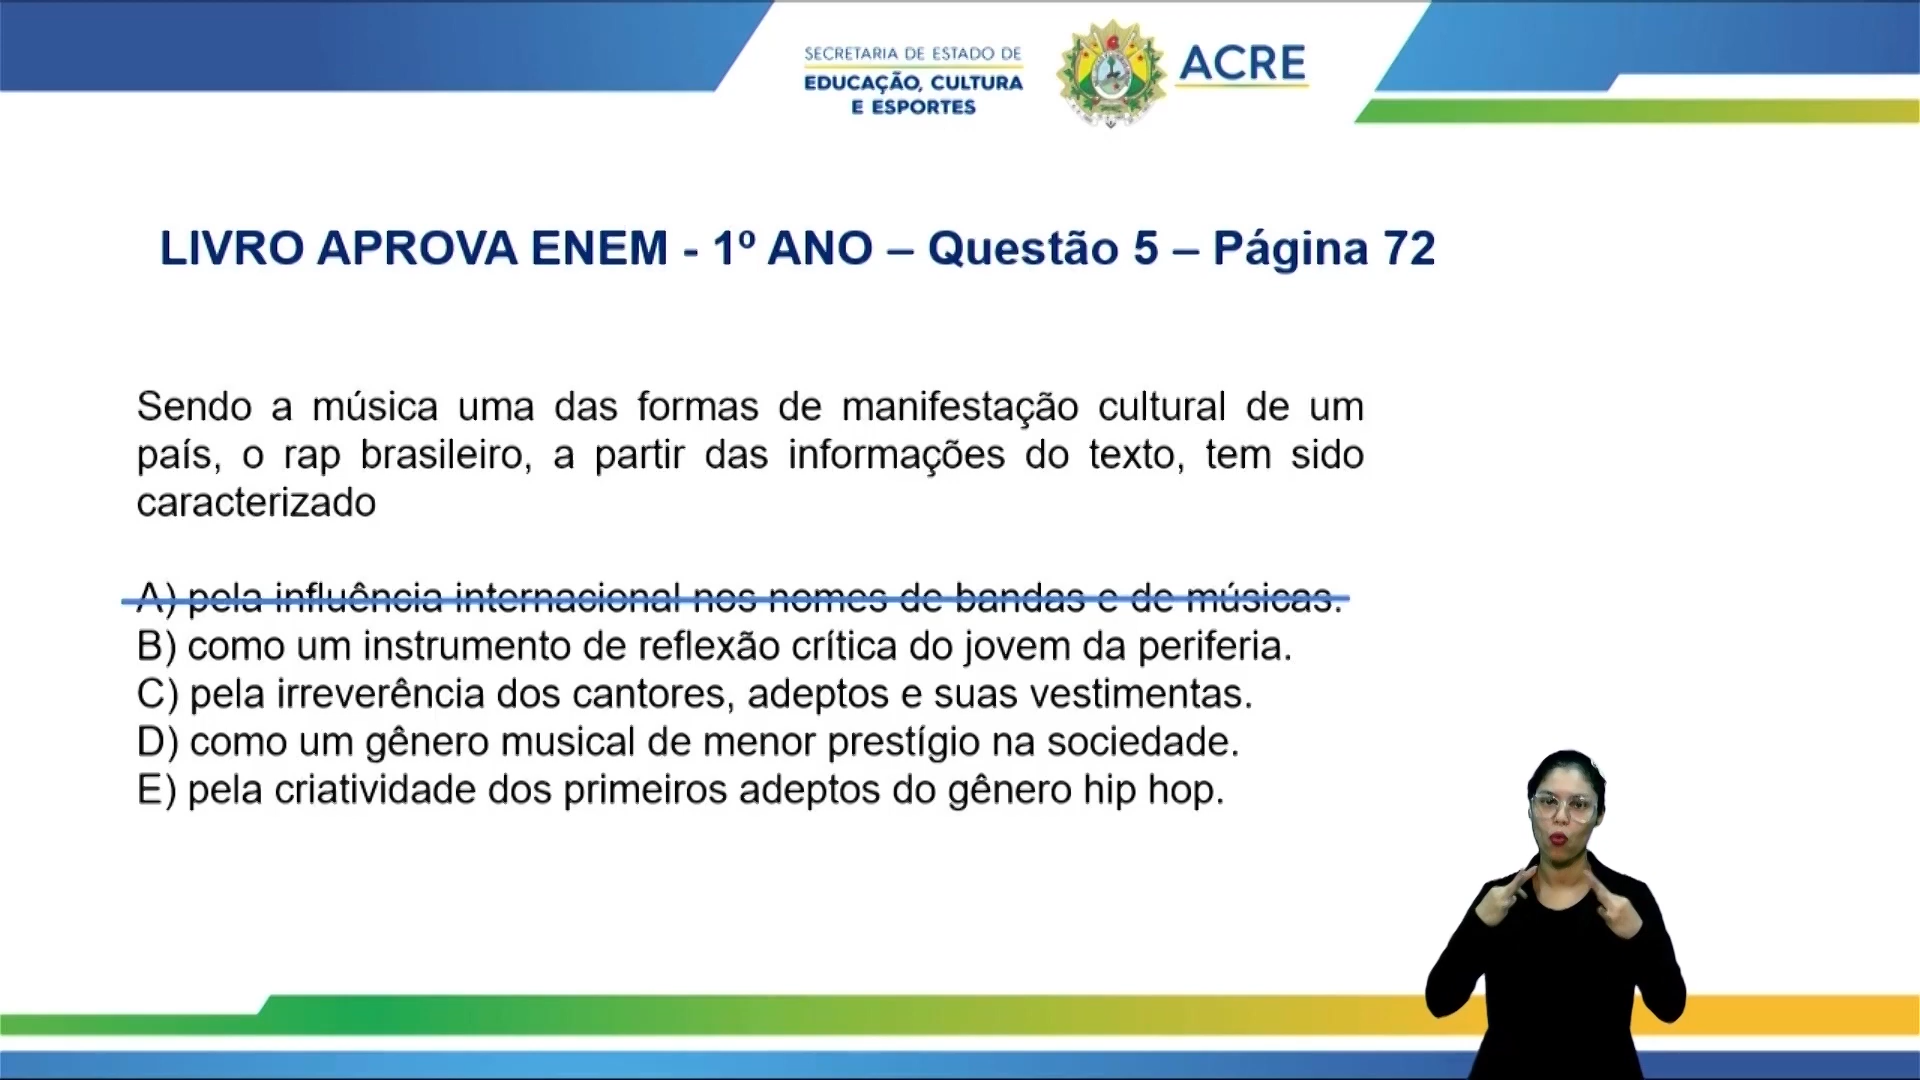 SECRETARIA DE ESTADO DE
EDUCAÇÃO, CULTURA
E ESPORTES
ACRE
LIVRO APROVA ENEM - 1º ANO – Questão 5 – Página 72
Sendo a música uma das formas de manifestação cultural de um
país, o rap brasileiro, a partir das informações do texto, tem sido
caracterizado
A) pela influência internacional nos nomes de bandas e de músicas.
B) como um instrumento de reflexão crítica do jovem da periferia.
C) pela irreverência dos cantores, adeptos e suas vestimentas.
D) como um gênero musical de menor prestígio na sociedade.
E) pela criatividade dos primeiros adeptos do gênero hip hop.